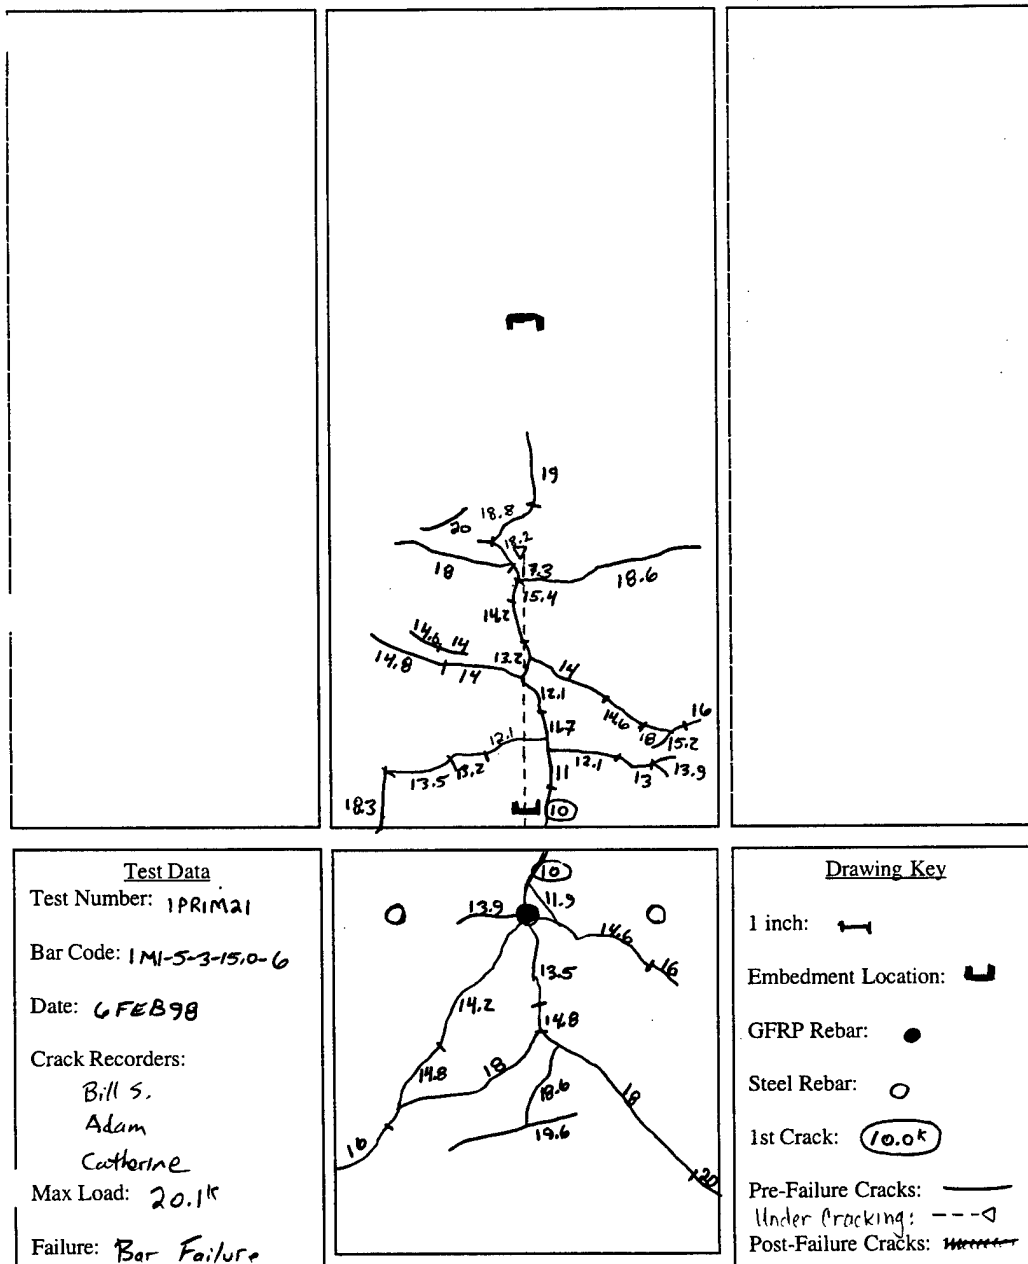 19
18.8
20
18.2
18
17.3
18.6
15.4
14.2
14.6
14
14.8
14
13.2
14
12.1
14.6
16
18
15.2
11.7
12.1
12.1
13.5
13.2
13
13.9
11
18.3
10
Test Data
Test Number: 1PRIM21
Bar Code: 1M1-5-3-15.0-6
Date: 6 FEB 98
Crack Recorders:
Bill S.
Adam
Catherine
Max Load: 20.1k
Failure: Bar Failure
10
13.9
11.9
14.6
16
13.5
14.2
14.8
14.8
18
18.6
18
16
19.6
20
Drawing Key
1 inch:
Embedment Location:
GFRP Rebar:
Steel Rebar:
1st Crack: 10.0k
Pre-Failure Cracks:
Under Cracking:
Post-Failure Cracks: